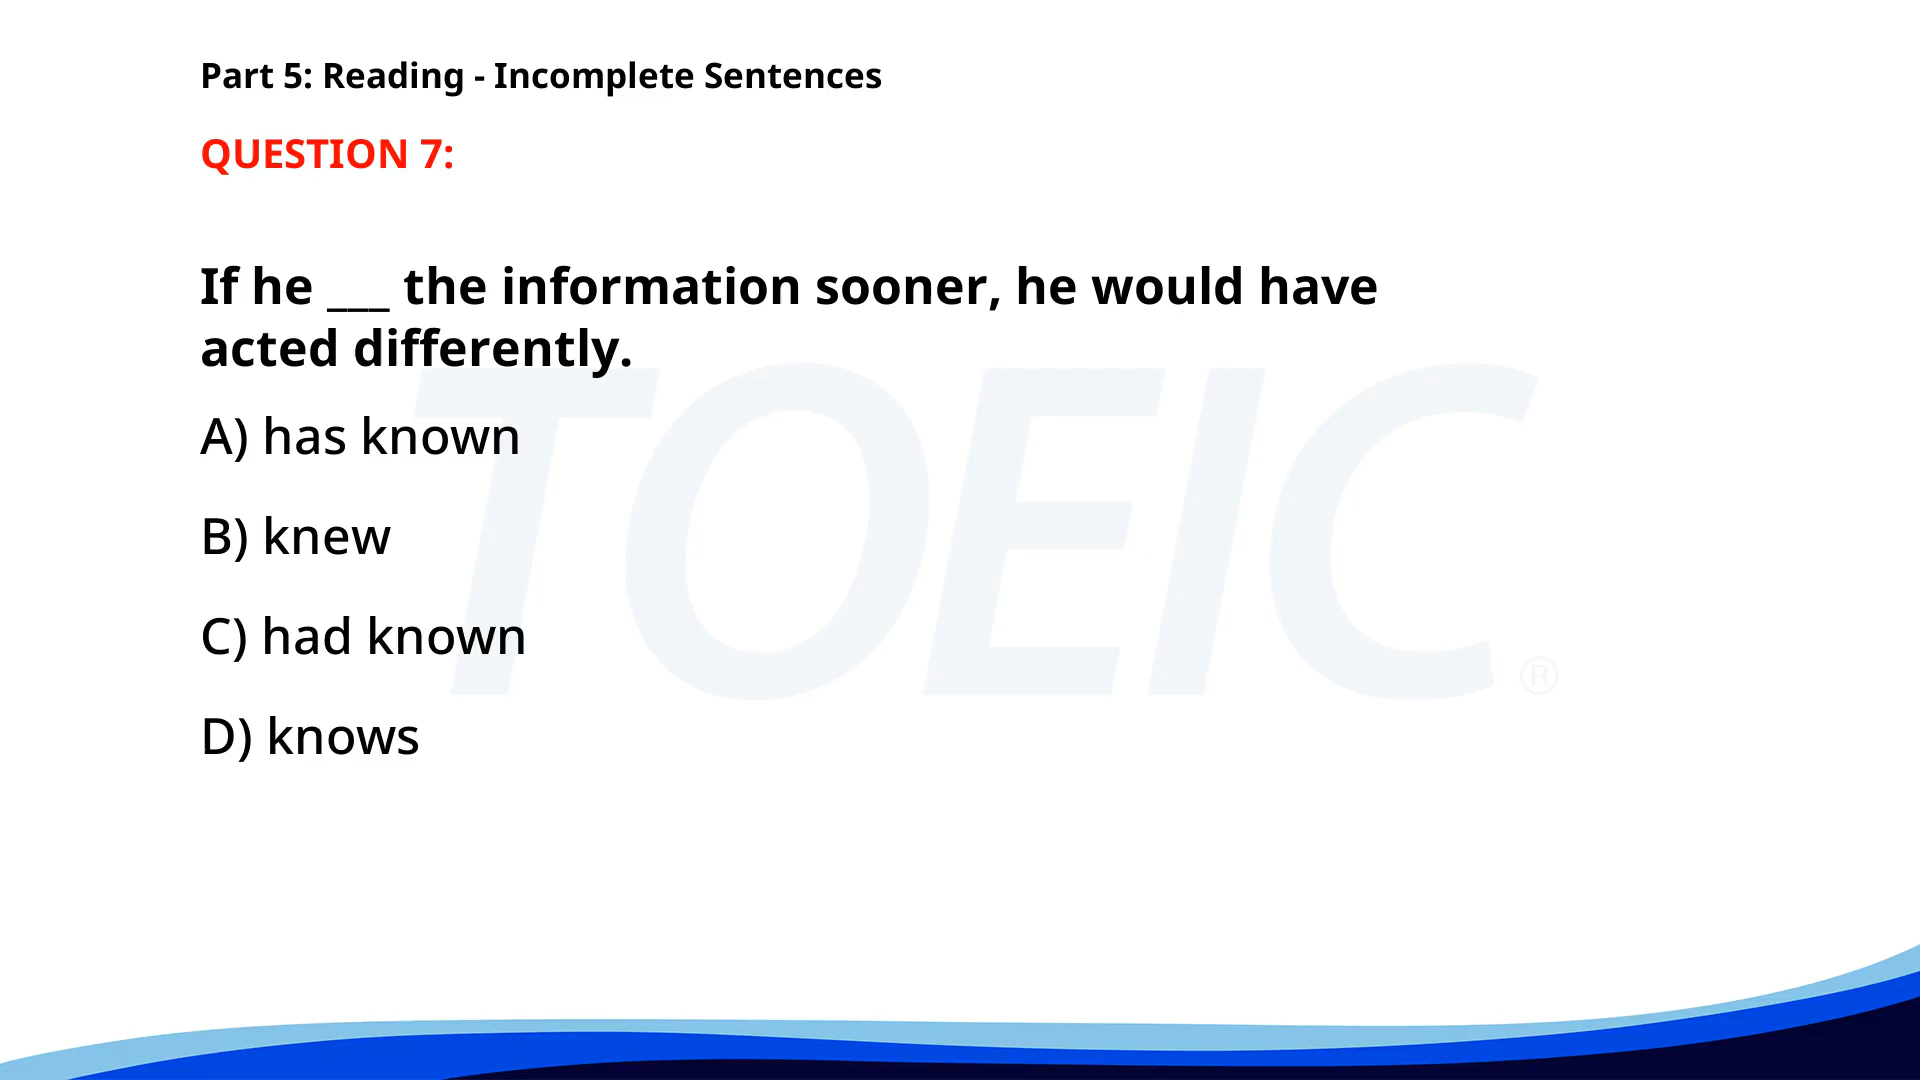 Part 5: Reading - Incomplete Sentences
QUESTION 7:
If he ___ the information sooner, he would have
acted differently.
A) has known
B) knew
C) had known
D) knows
TOEIC®